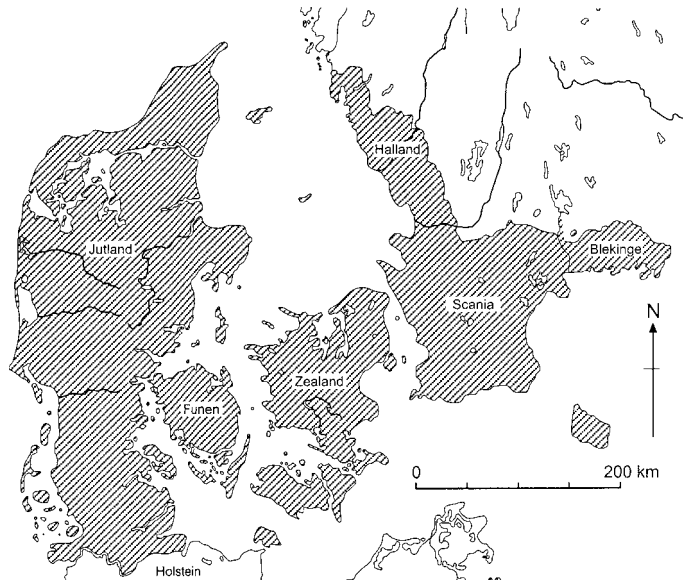 Halland
Jutland
Blekinge
Scania
N
Zealand
Funen
0
200 km
Holstein